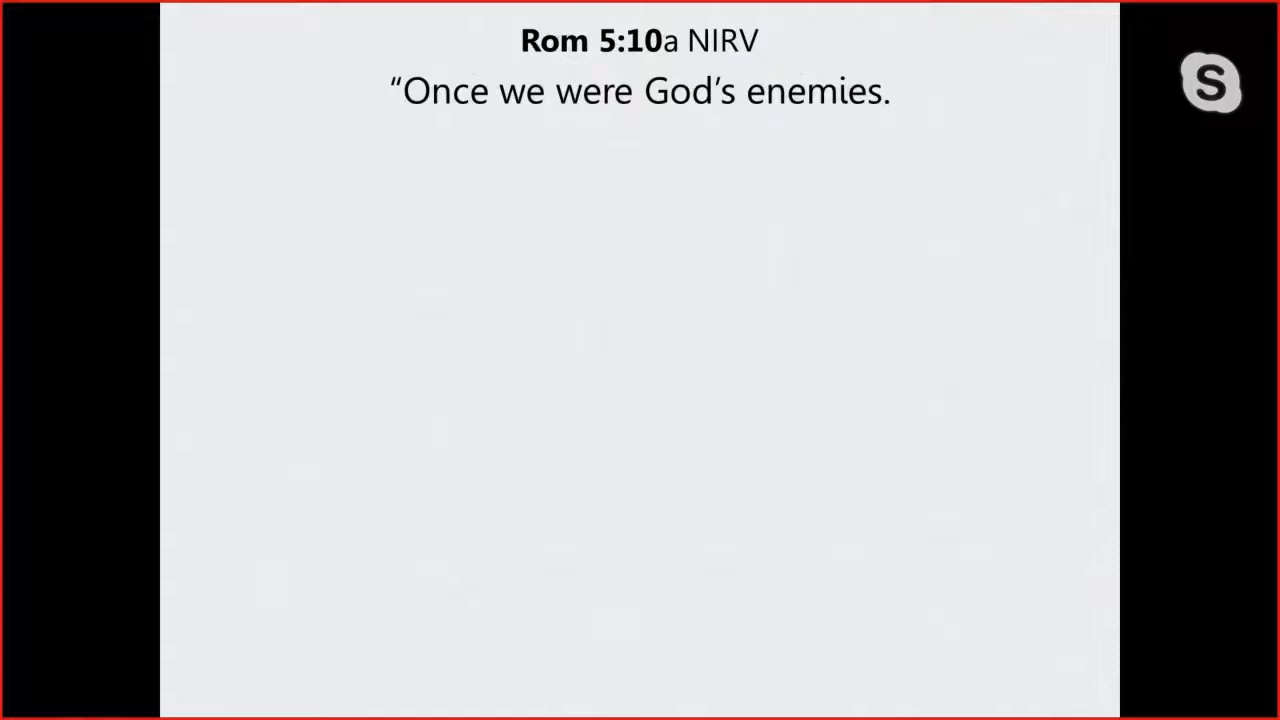 Rom 5:10a NIRV
“Once we were God’s enemies.
S